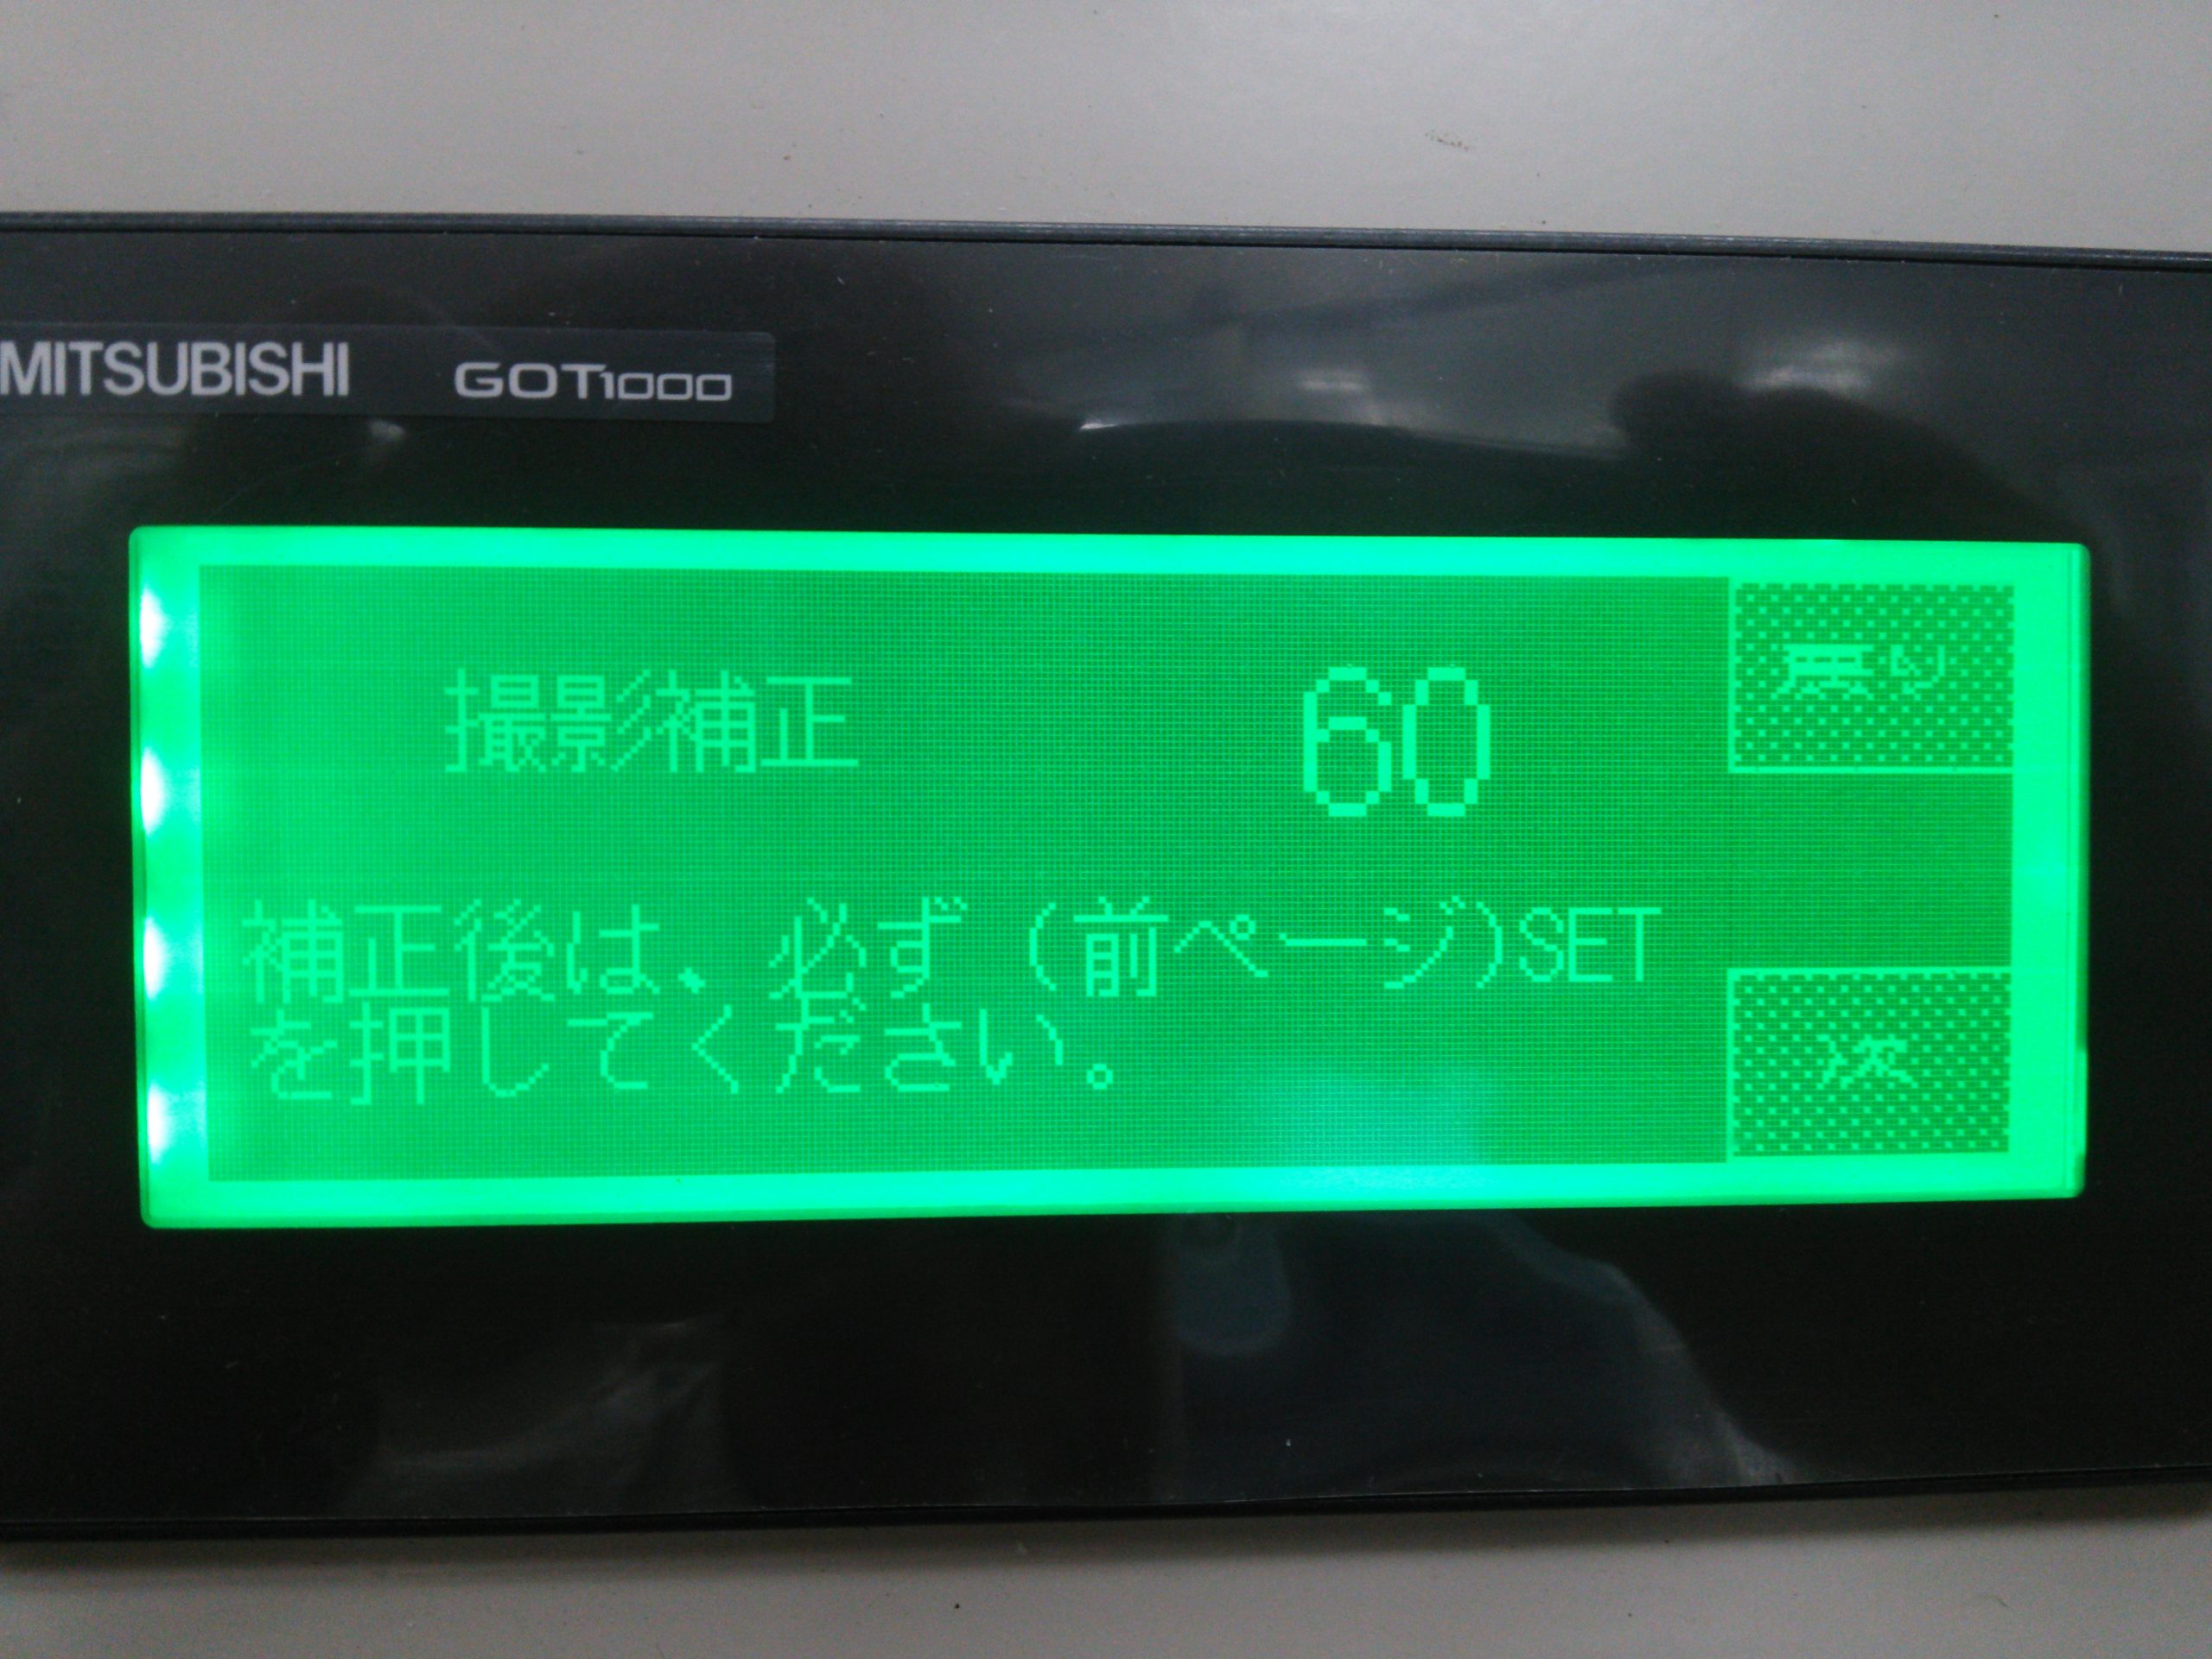 MITSUBISHI GOT1000
撮影補正 60
戻り
補正後は、必ず(前ページ)SET
を押してください。
次